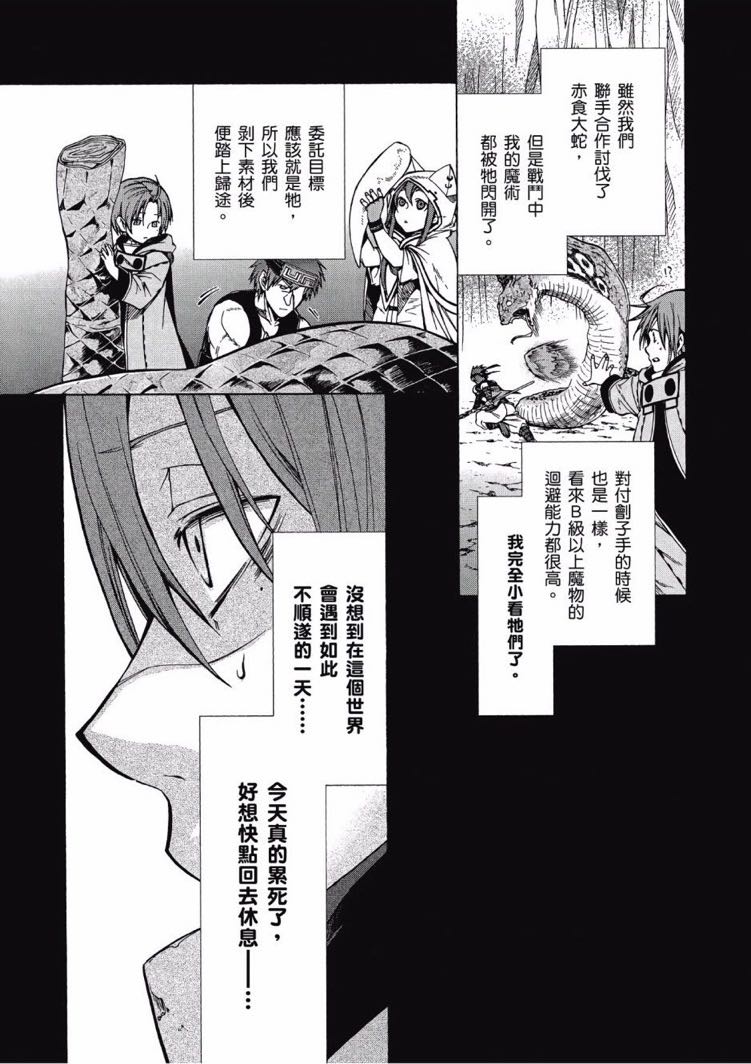 雖然我們
聯手合作討伐了
赤食大蛇，
但是戰鬥中
我的魔術
都被牠閃開了。
對付劊子手的時候
也是一樣，
看來B級以上魔物的
迴避能力都很高。
我完全小看牠們了。
委託目標
應該就是牠，
所以我們
剝下素材後
便踏上歸途。
沒想到在這個世界
會遇到如此
不順遂的一天……
今天真的累死了，
好想快點回去休息——…